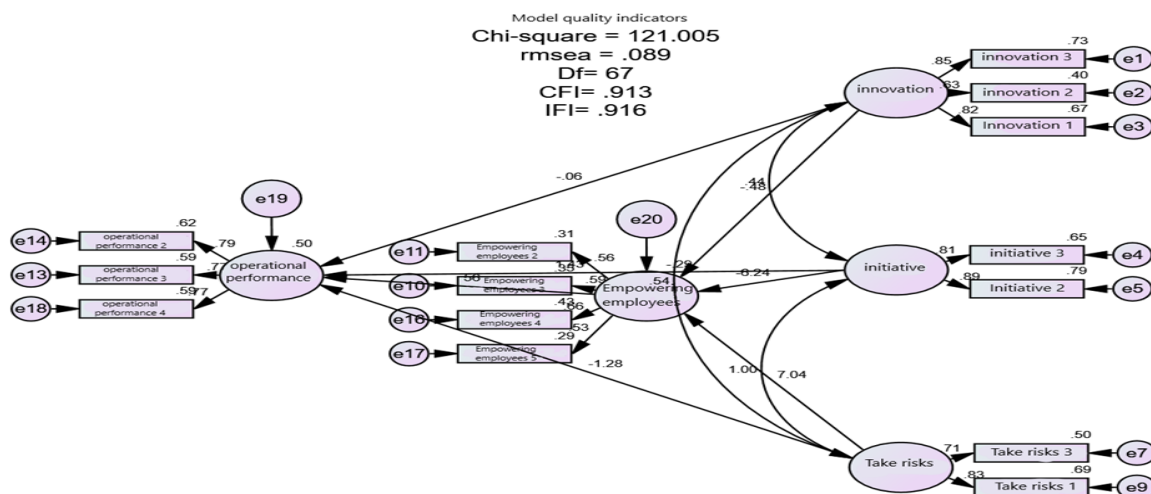 Model quality indicators
Chi-square = 121.005
rmsea = .089
Df= 67
CFI= .913
IFI= .916
.73
innovation 3
e1
.85
innovation
.63
.40
innovation 2
e2
.82
.67
Innovation 1
e3
-.06
.44
-.48
e19
e20
.62
e14
operational
performance 2
.79
.50
.59
e13
operational
performance 3
.77
operational
performance
.59
e18
operational
performance 4
.77
.31
e11
Empowering
employees 2
.56
.35
e10
.59
.54
Empowering
employees
.56
.43
e16
Empowering
employees 4
.66
.29
e17
Empowering
employees 5
.53
-.29
-6.24
initiative
.81
.65
initiative 3
e4
.89
.79
Initiative 2
e5
-1.28
1.00
7.04
Take risks
.71
.50
Take risks 3
e7
.83
.69
Take risks 1
e9